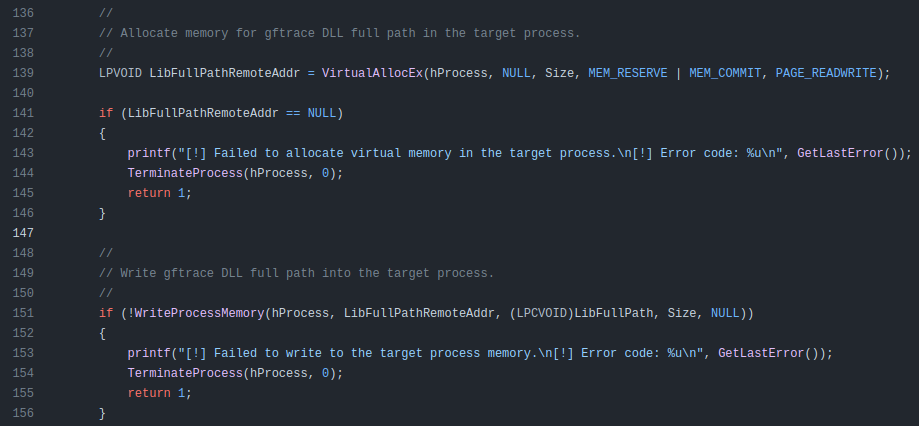 136 //
137 // Allocate memory for gftrace DLL full path in the target process.
138 //
139 LPVOID LibFullPathRemoteAddr = VirtualAllocEx(hProcess, NULL, Size, MEM_RESERVE | MEM_COMMIT, PAGE_READWRITE);
140
141 if (LibFullPathRemoteAddr == NULL)
142 {
143 printf("[!] Failed to allocate virtual memory in the target process.\n[!] Error code: %u\n", GetLastError());
144 TerminateProcess(hProcess, 0);
145 return 1;
146 }
147
148 //
149 // Write gftrace DLL full path into the target process.
150 //
151 if (!WriteProcessMemory(hProcess, LibFullPathRemoteAddr, (LPCVOID)LibFullPath, Size, NULL))
152 {
153 printf("[!] Failed to write to the target process memory.\n[!] Error code: %u\n", GetLastError());
154 TerminateProcess(hProcess, 0);
155 return 1;
156 }